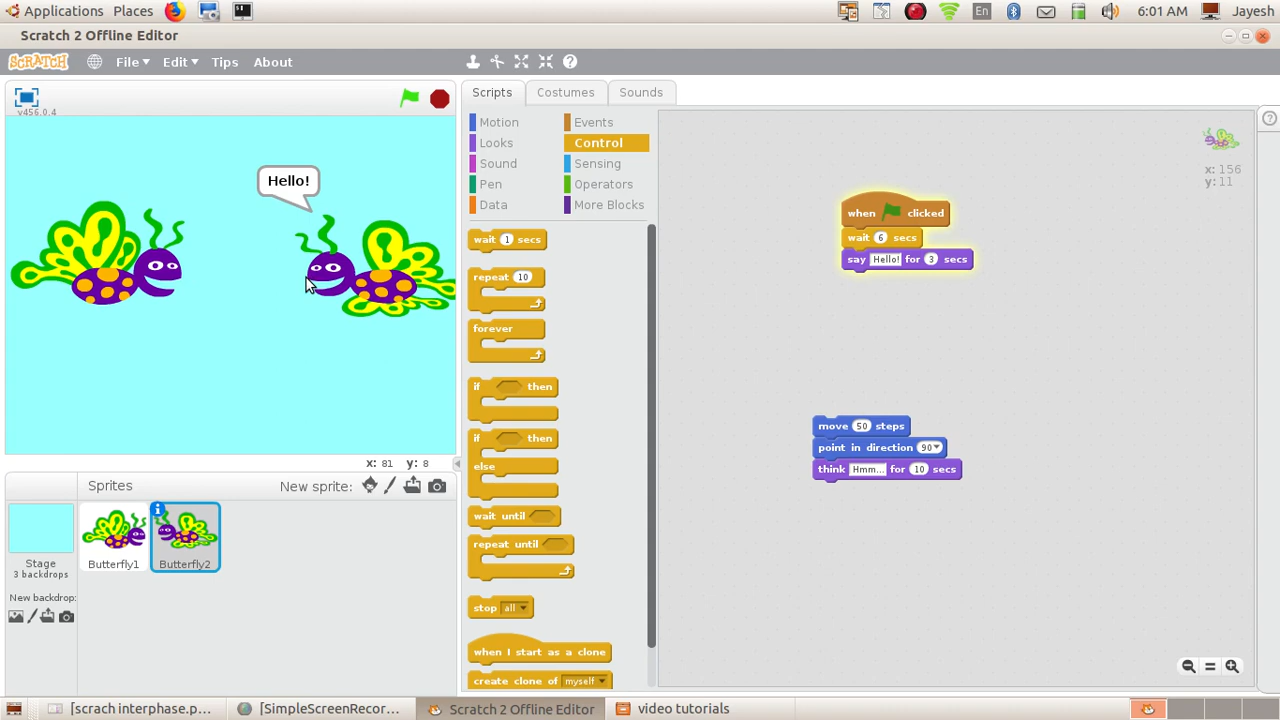 Applications Places En 6:01 AM Jayesh
Scratch 2 Offline Editor
SCRATCH File Edit Tips About
v456.0.4
Scripts Costumes Sounds
Motion Events
Looks Control
Sound Sensing
Pen Operators
Data More Blocks
x: 156
y: 11
Hello!
when clicked
wait 6 secs
say Hello! for 3 secs
wait 1 secs
repeat 10
forever
if then
if then
else
wait until
repeat until
stop all
when I start as a clone
create clone of myself
move 50 steps
point in direction 90
think Hmm... for 10 secs
x: 81 y: 8
Sprites New sprite:
Stage
3 backdrops
New backdrop:
Butterfly1 Butterfly2
[scrach interphase.p... [SimpleScreenRecor... Scratch 2 Offline Editor video tutorials